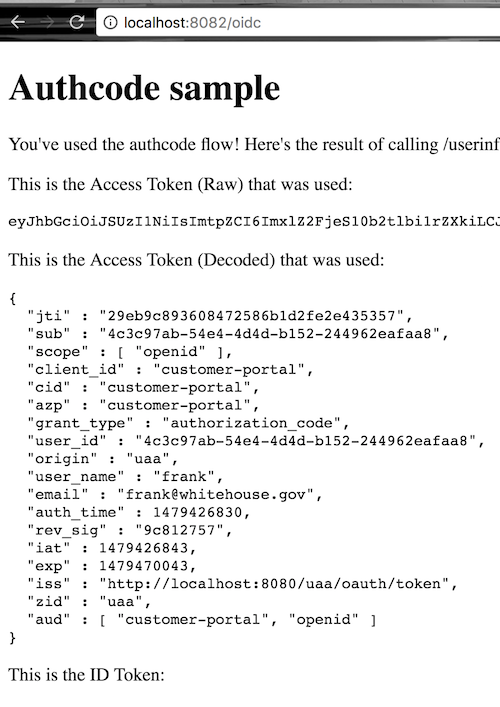 localhost:8082/oidc
Authcode sample
You've used the authcode flow! Here's the result of calling
This is the Access Token (Raw) that was used:
This is the Access Token (Decoded) that was used:
{
"jti" : "29eb9c893608472586b1d2fe2e435357",
"sub" : "4c3c97ab-54e4-4d4d-b152-244962eafaa8",
"scope" : [ "openid" ],
"client_id" : "customer-portal",
"cid" : "customer-portal",
"azp" : "customer-portal",
"grant_type" : "authorization_code",
"user_id" : "4c3c97ab-54e4-4d4d-b152-244962eafaa8",
"origin" : "uaa",
"user_name" : "frank",
"email" : "frank@whitehouse.gov",
"auth_time" : 1479426830,
"rev_sig" : "9c812757",
"iat" : 1479426843,
"exp" : 1479470043,
"iss" : "http://localhost:8080/uaa/oauth/token",
"zid" : "uaa",
"aud" : [ "customer-portal", "openid" ]
}
This is the ID Token: